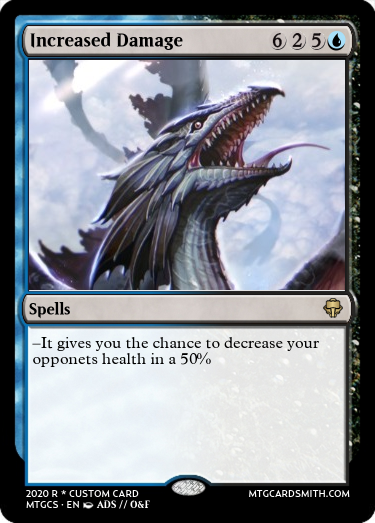 Increased Damage 6 2 5
Spells
–It gives you the chance to decrease your
opponets health in a 50%
2020 R * CUSTOM CARD MTGCARDSMITH.COM
MTGCS · EN ADS // O&F